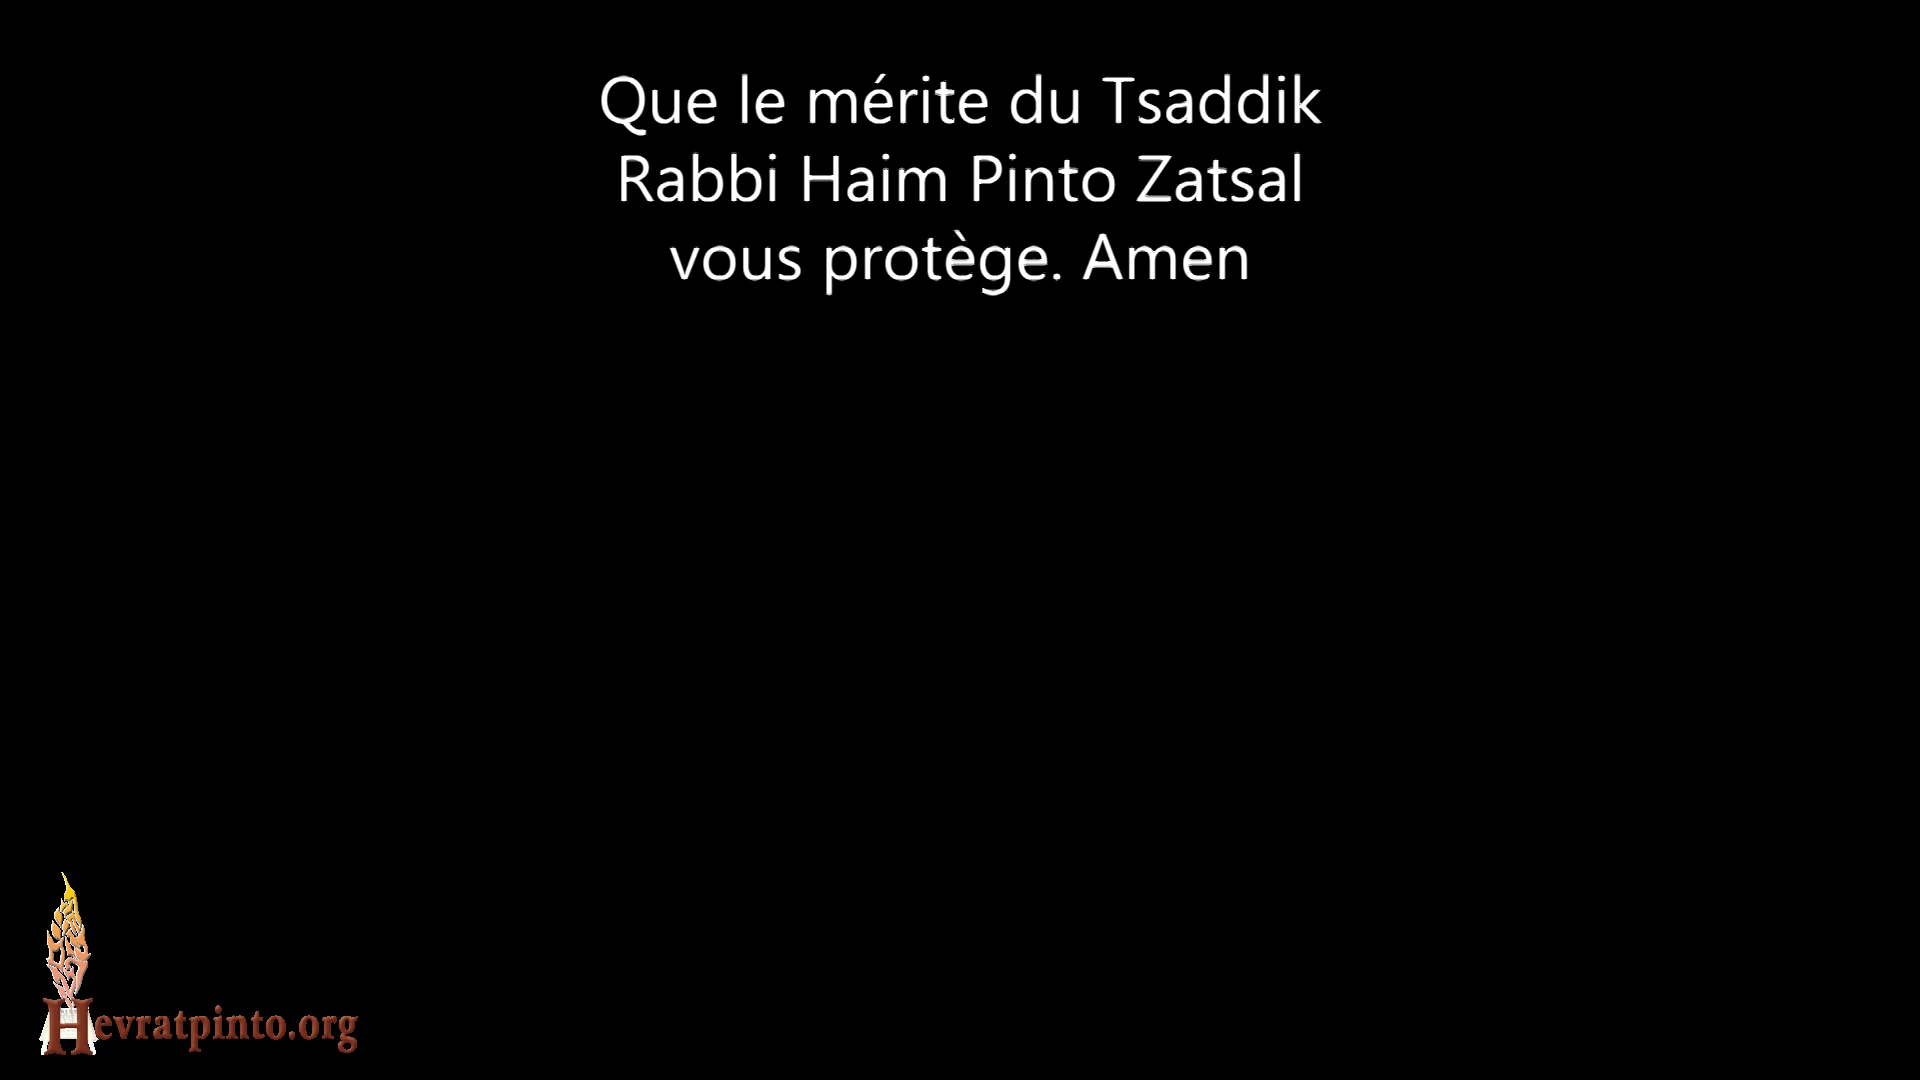 Que le mérite du Tsaddik
Rabbi Haim Pinto Zatsal
vous protège. Amen
Hevratpinto.org